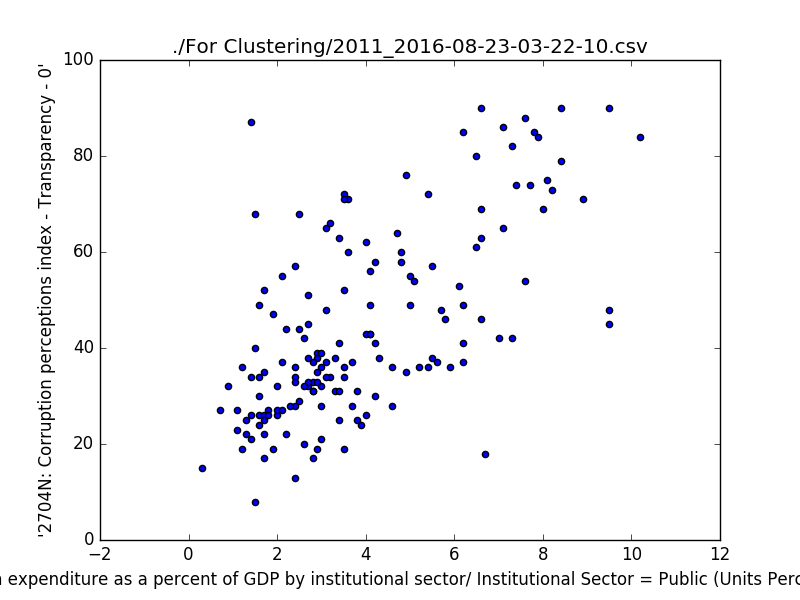 ./For Clustering/2011_2016-08-23-03-22-10.csv
100
80
60
40
20
0
'2704N: Corruption perceptions index - Transparency - 0'
−2 0 2 4 6 8 10 12
expenditure as a percent of GDP by institutional sector/ Institutional Sector = Public (Units